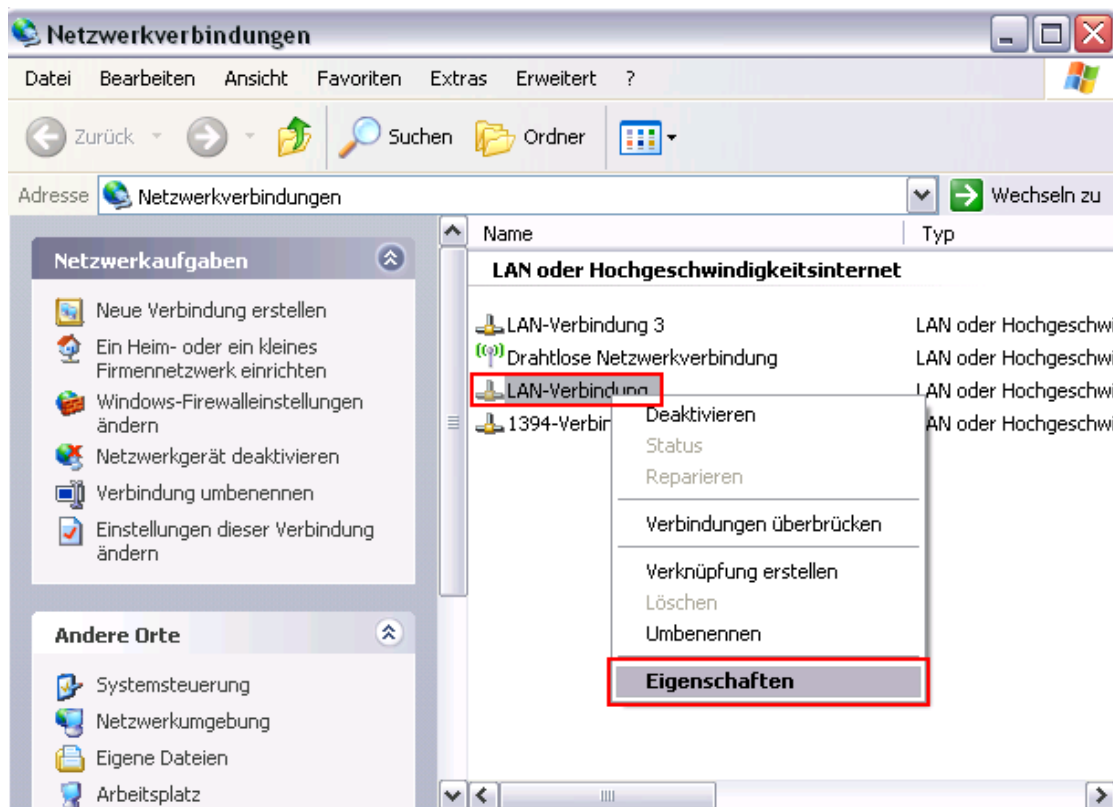 Netzwerkverbindungen
Datei Bearbeiten Ansicht Favoriten Extras Erweitert ?
Zurück Suchen Ordner
Adresse Netzwerkverbindungen Wechseln zu
Netzwerkaufgaben
Neue Verbindung erstellen
Ein Heim- oder ein kleines
Firmennetzwerk einrichten
Windows-Firewalleinstellungen
ändern
Netzwerkgerät deaktivieren
Verbindung umbenennen
Einstellungen dieser Verbindung
ändern
Andere Orte
Systemsteuerung
Netzwerkumgebung
Eigene Dateien
Arbeitsplatz
Name Typ
LAN oder Hochgeschwindigkeitsinternet
LAN-Verbindung 3 LAN oder Hochgeschwi
Drahtlose Netzwerkverbindung LAN oder Hochgeschwi
LAN-Verbindung LAN oder Hochgeschwi
1394-Verbin AN oder Hochgeschwi
Deaktivieren
Status
Reparieren
Verbindungen überbrücken
Verknüpfung erstellen
Löschen
Umbenennen
Eigenschaften